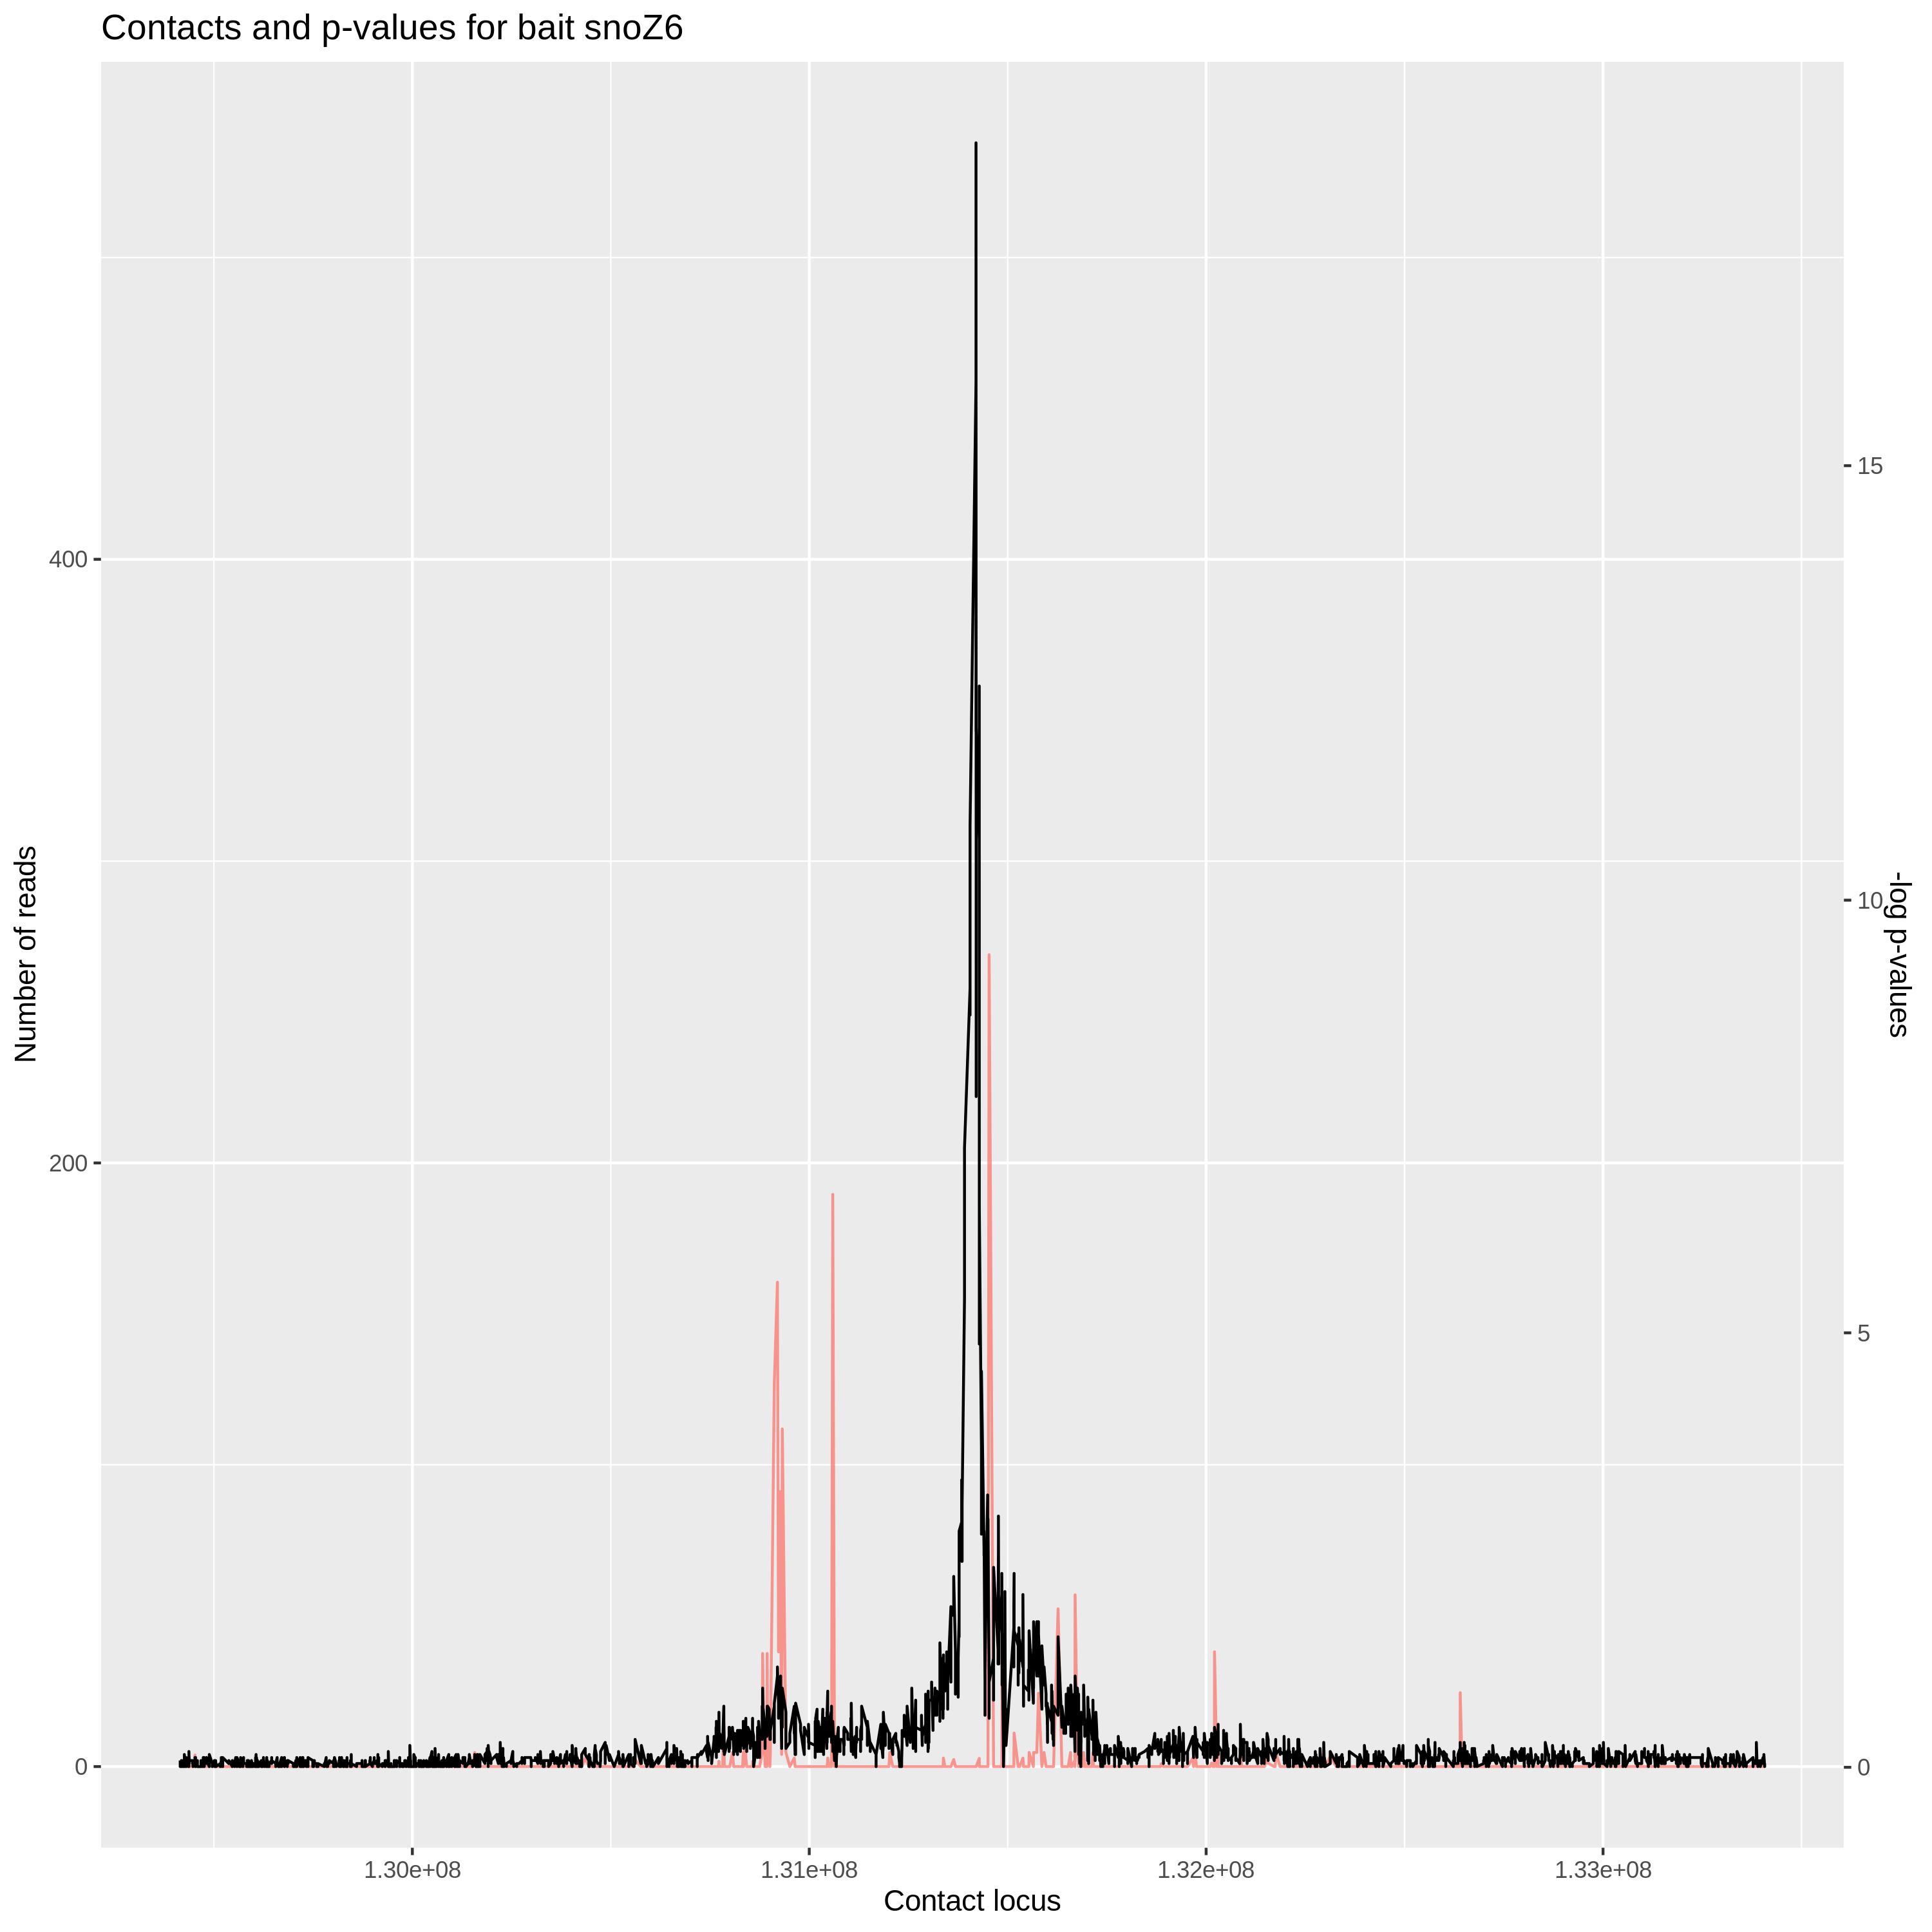 Contacts and p-values for bait snoZ6
Number of reads
400
200
0
15
10
5
0
-log p-values
1.30e+08
1.31e+08
1.32e+08
1.33e+08
Contact locus